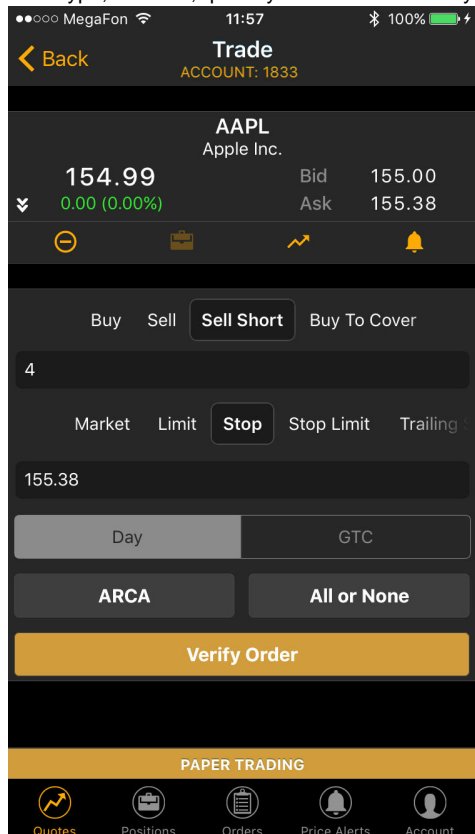 MegaFon 11:57 100%
Back Trade
ACCOUNT: 1833
AAPL
Apple Inc.
154.99 Bid 155.00
0.00 (0.00%) Ask 155.38
Buy Sell Sell Short Buy To Cover
4
Market Limit Stop Stop Limit Trailing
155.38
Day GTC
ARCA All or None
Verify Order
PAPER TRADING
Quotes Positions Orders Price Alerts Account